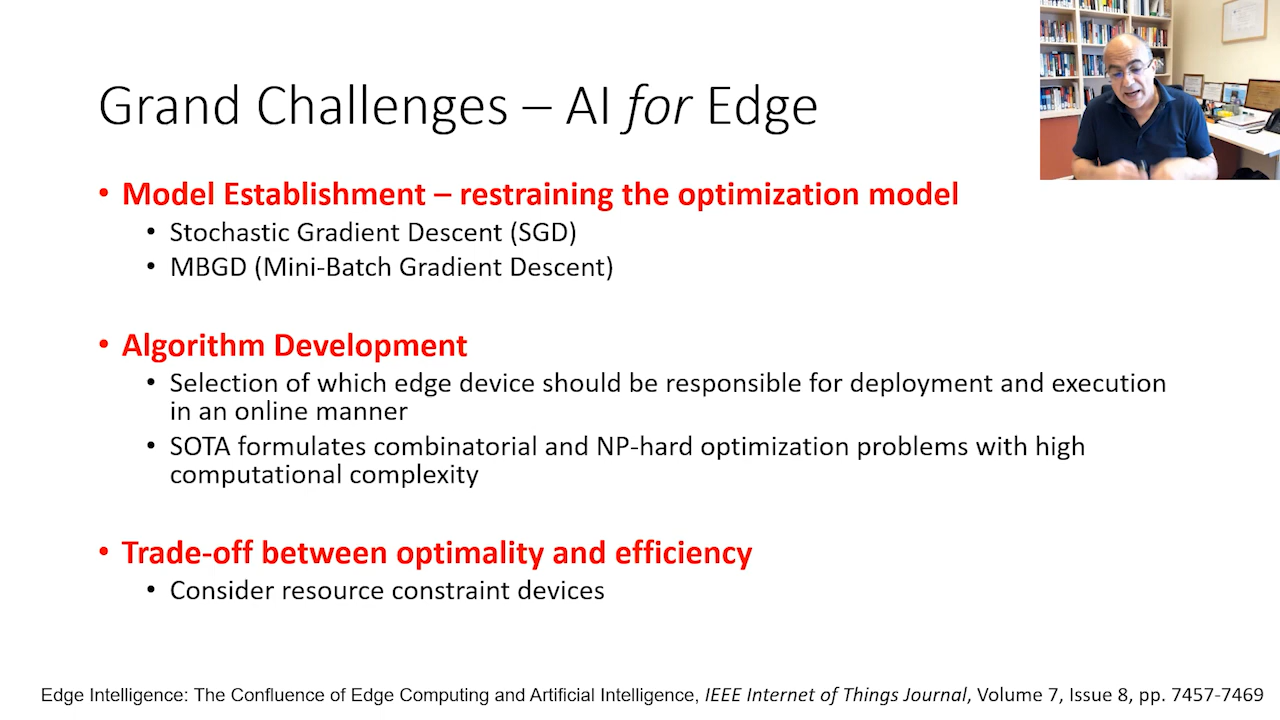 Grand Challenges – AI for Edge
• Model Establishment – restraining the optimization model
• Stochastic Gradient Descent (SGD)
• MBGD (Mini-Batch Gradient Descent)
• Algorithm Development
• Selection of which edge device should be responsible for deployment and execution
in an online manner
• SOTA formulates combinatorial and NP-hard optimization problems with high
computational complexity
• Trade-off between optimality and efficiency
• Consider resource constraint devices
Edge Intelligence: The Confluence of Edge Computing and Artificial Intelligence, IEEE Internet of Things Journal, Volume 7, Issue 8, pp. 7457-7469